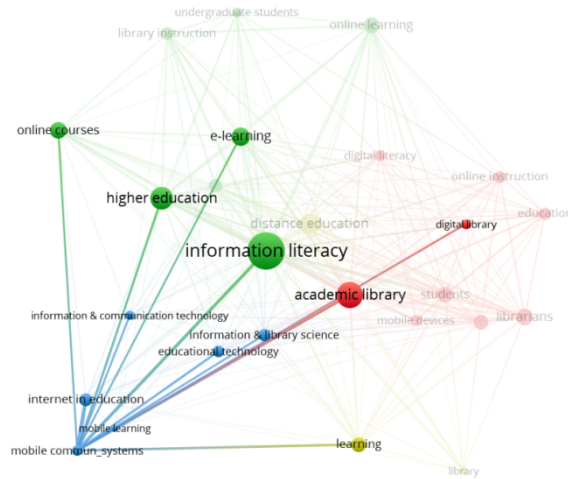 undergraduate students
online learning
library instruction
online courses
e-learning
digital literacy
online instruction
higher education
education
distance education
digital library
information literacy
academic library
students
information & communication technology
librarians
mobile devices
information & library science
educational technology
internet in education
mobile learning
learning
mobile commun_systems
library